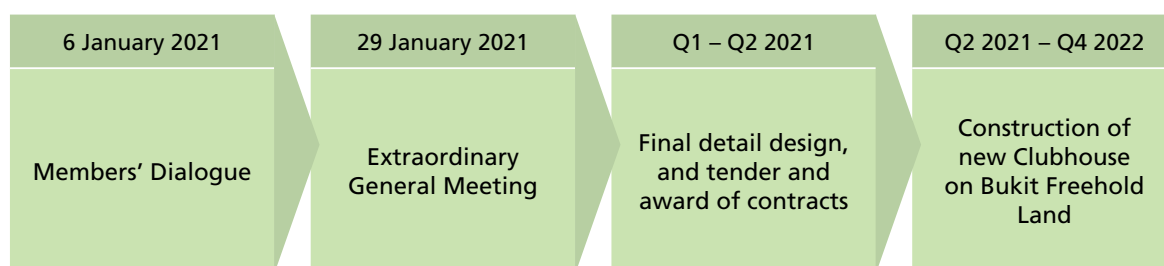 6 January 2021
Members’ Dialogue
29 January 2021
Extraordinary
General Meeting
Q1 – Q2 2021
Final detail design,
and tender and
award of contracts
Q2 2021 – Q4 2022
Construction of
new Clubhouse
on Bukit Freehold
Land